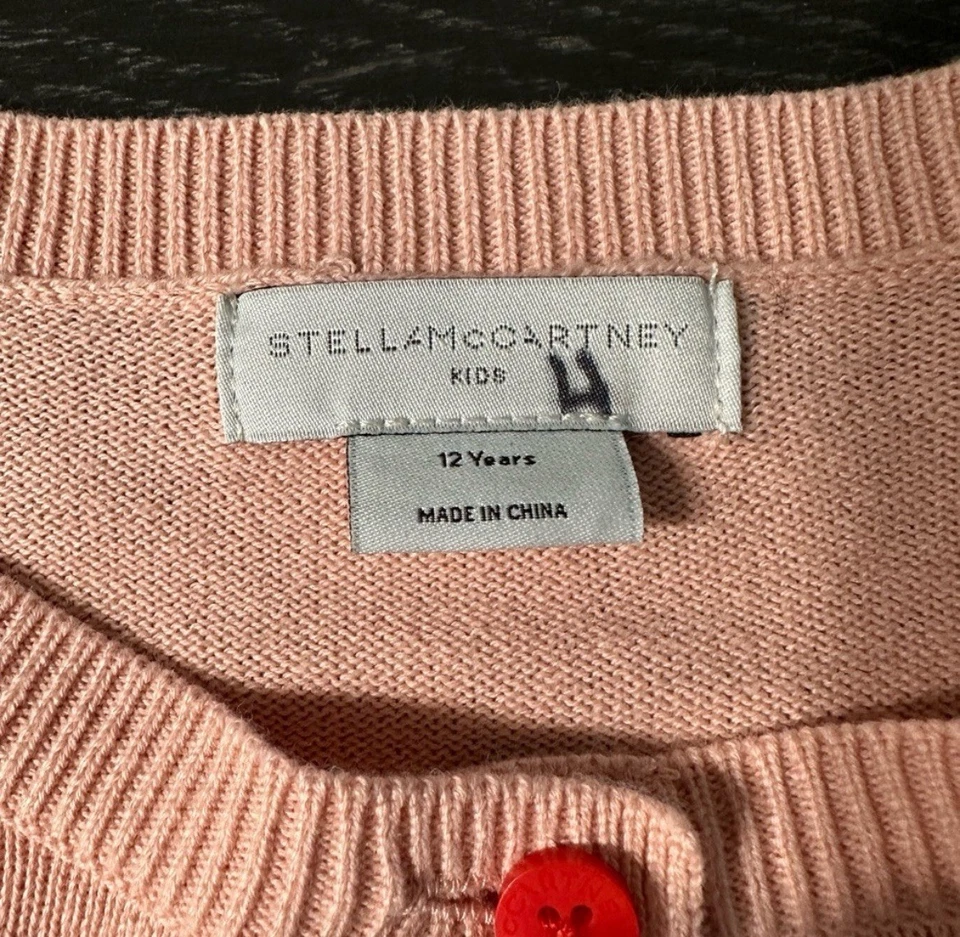 STELLAMcCARTNEY
KIDS
12 Years
MADE IN CHINA